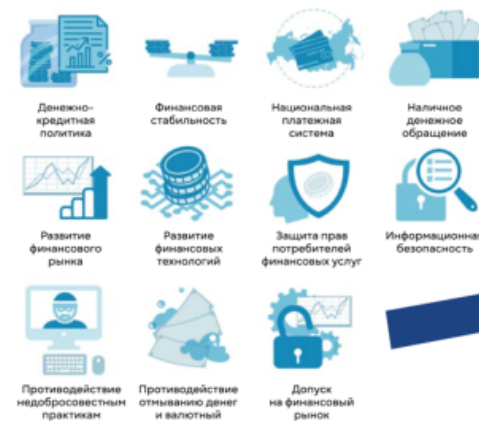 Денежно-
кредитная
политика
Финансовая
стабильность
Национальная
платежная
система
Наличное
денежное
обращение
Развитие
финансового
рынка
Развитие
финансовых
технологий
Защита прав
потребителей
финансовых услуг
Информационная
безопасность
Противодействие
недобросовестным
практикам
Противодействие
отмыванию денег
и валютный
Допуск
на финансовый
рынок